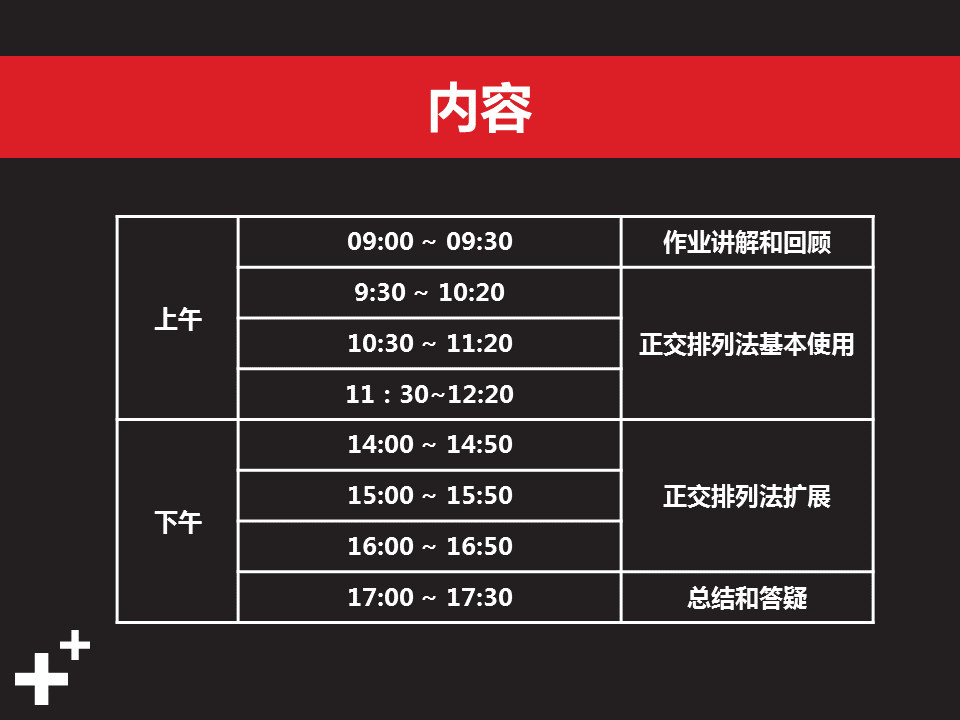 内容
上午
09:00 ~ 09:30
作业讲解和回顾
9:30 ~ 10:20
10:30 ~ 11:20
11：30~12:20
正交排列法基本使用
下午
14:00 ~ 14:50
15:00 ~ 15:50
16:00 ~ 16:50
正交排列法扩展
17:00 ~ 17:30
总结和答疑